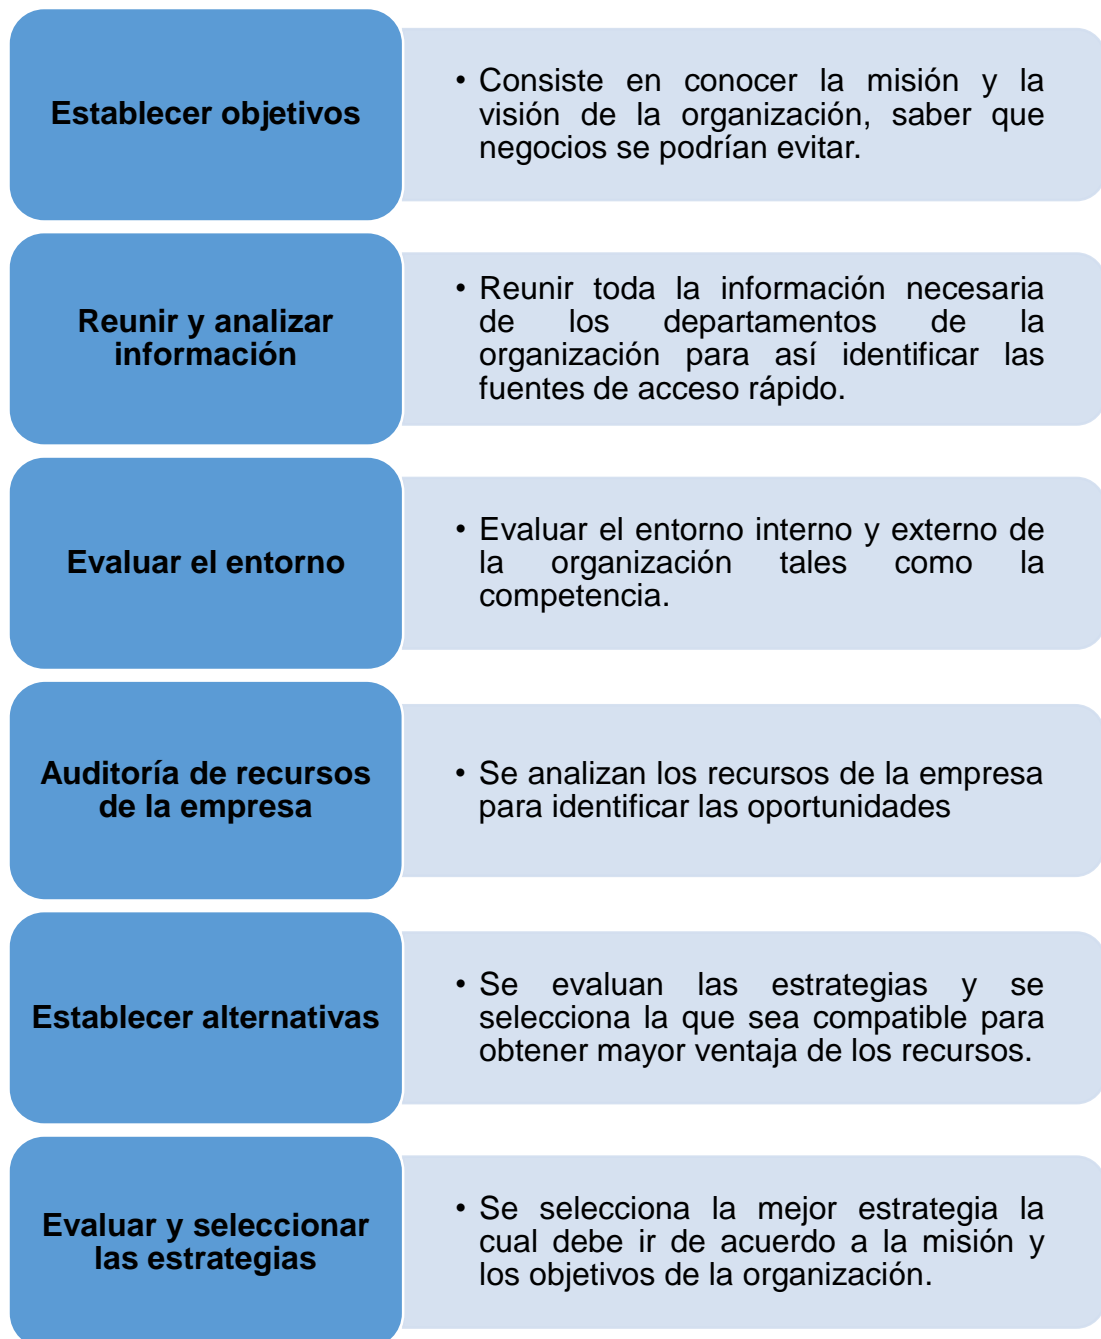 Establecer objetivos
• Consiste en conocer la misión y la
visión de la organización, saber que
negocios se podrían evitar.
Reunir y analizar
información
• Reunir toda la información necesaria
de los departamentos de la
organización para así identificar las
fuentes de acceso rápido.
Evaluar el entorno
• Evaluar el entorno interno y externo de
la organización tales como la
competencia.
Auditoría de recursos
de la empresa
• Se analizan los recursos de la empresa
para identificar las oportunidades
Establecer alternativas
• Se evaluan las estrategias y se
selecciona la que sea compatible para
obtener mayor ventaja de los recursos.
Evaluar y seleccionar
las estrategias
• Se selecciona la mejor estrategia la
cual debe ir de acuerdo a la misión y
los objetivos de la organización.